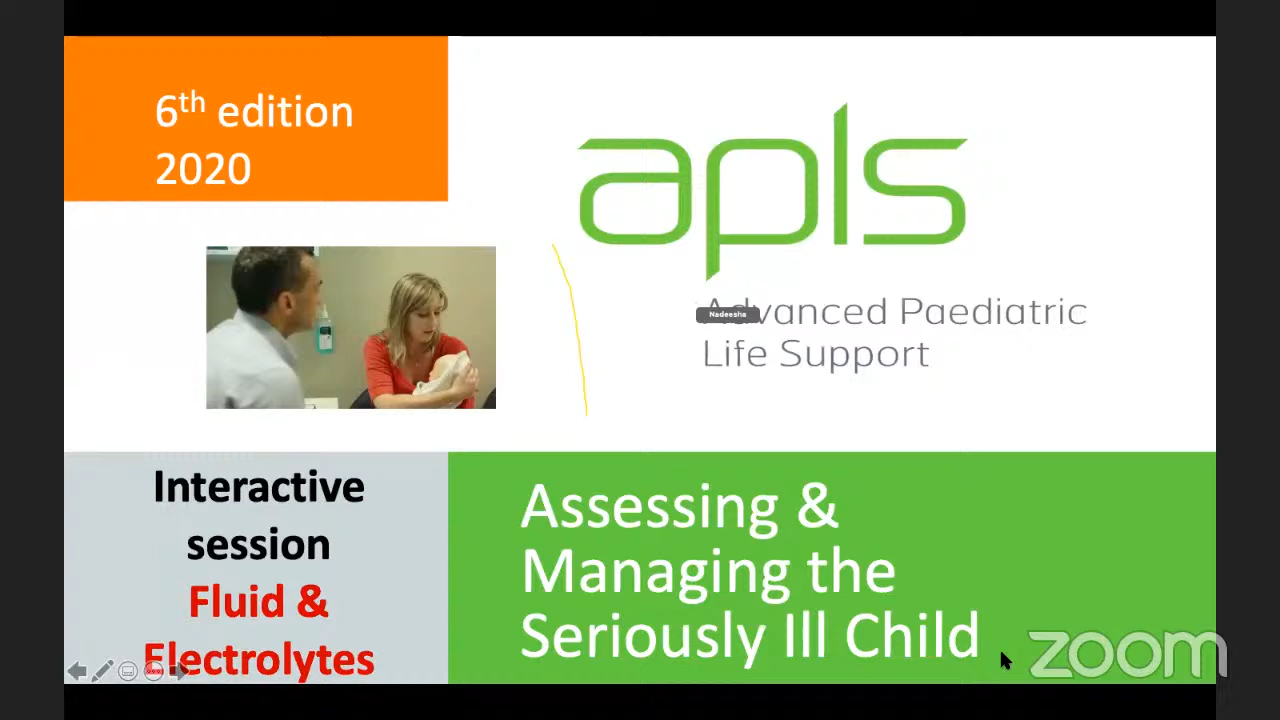 6th edition
2020
apls
Nadeesha
Advanced Paediatric
Life Support
Interactive
session
Fluid &
Electrolytes
Assessing &
Managing the
Seriously Ill Child
zoom